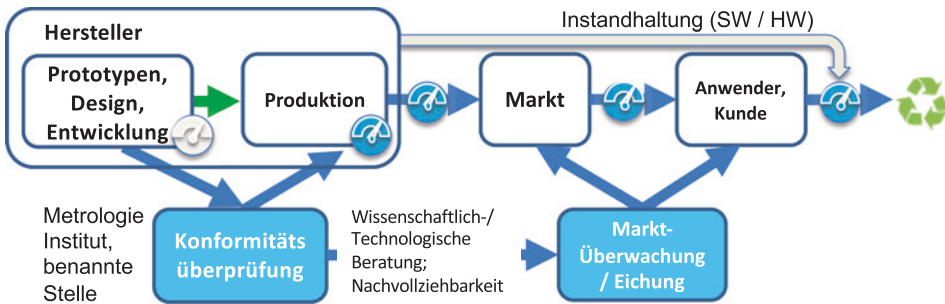 Instandhaltung (SW / HW)
Hersteller
Prototypen,
Design,
Entwicklung
Produktion
Markt
Anwender,
Kunde
Metrologie
Institut,
benannte
Stelle
Konformitäts
überprüfung
Wissenschaftlich-/
Technologische
Beratung;
Nachvollziehbarkeit
Markt-
Überwachung
/ Eichung